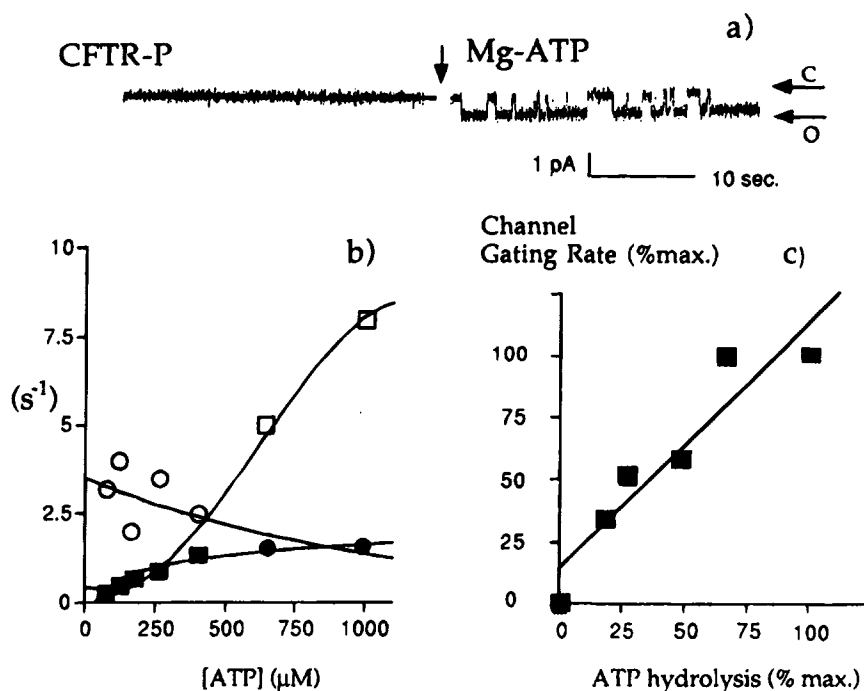 a)
CFTR-P
Mg-ATP
C
O
1 pA
10 sec.
b)
10
7.5
5
2.5
0
(s⁻¹)
0 250 500 750 1000
[ATP] (μM)
Channel
Gating Rate (%max.)
c)
100
75
50
25
0
0 25 50 75 100
ATP hydrolysis (% max.)